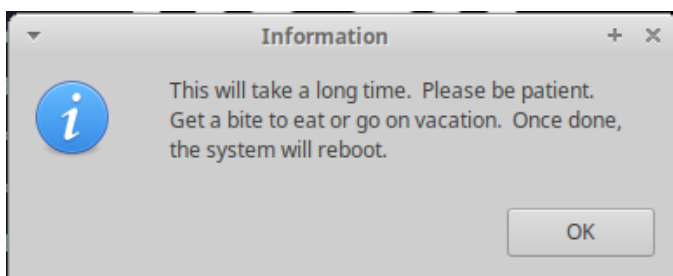 Information
This will take a long time.  Please be patient.
Get a bite to eat or go on vacation.  Once done,
the system will reboot.
OK